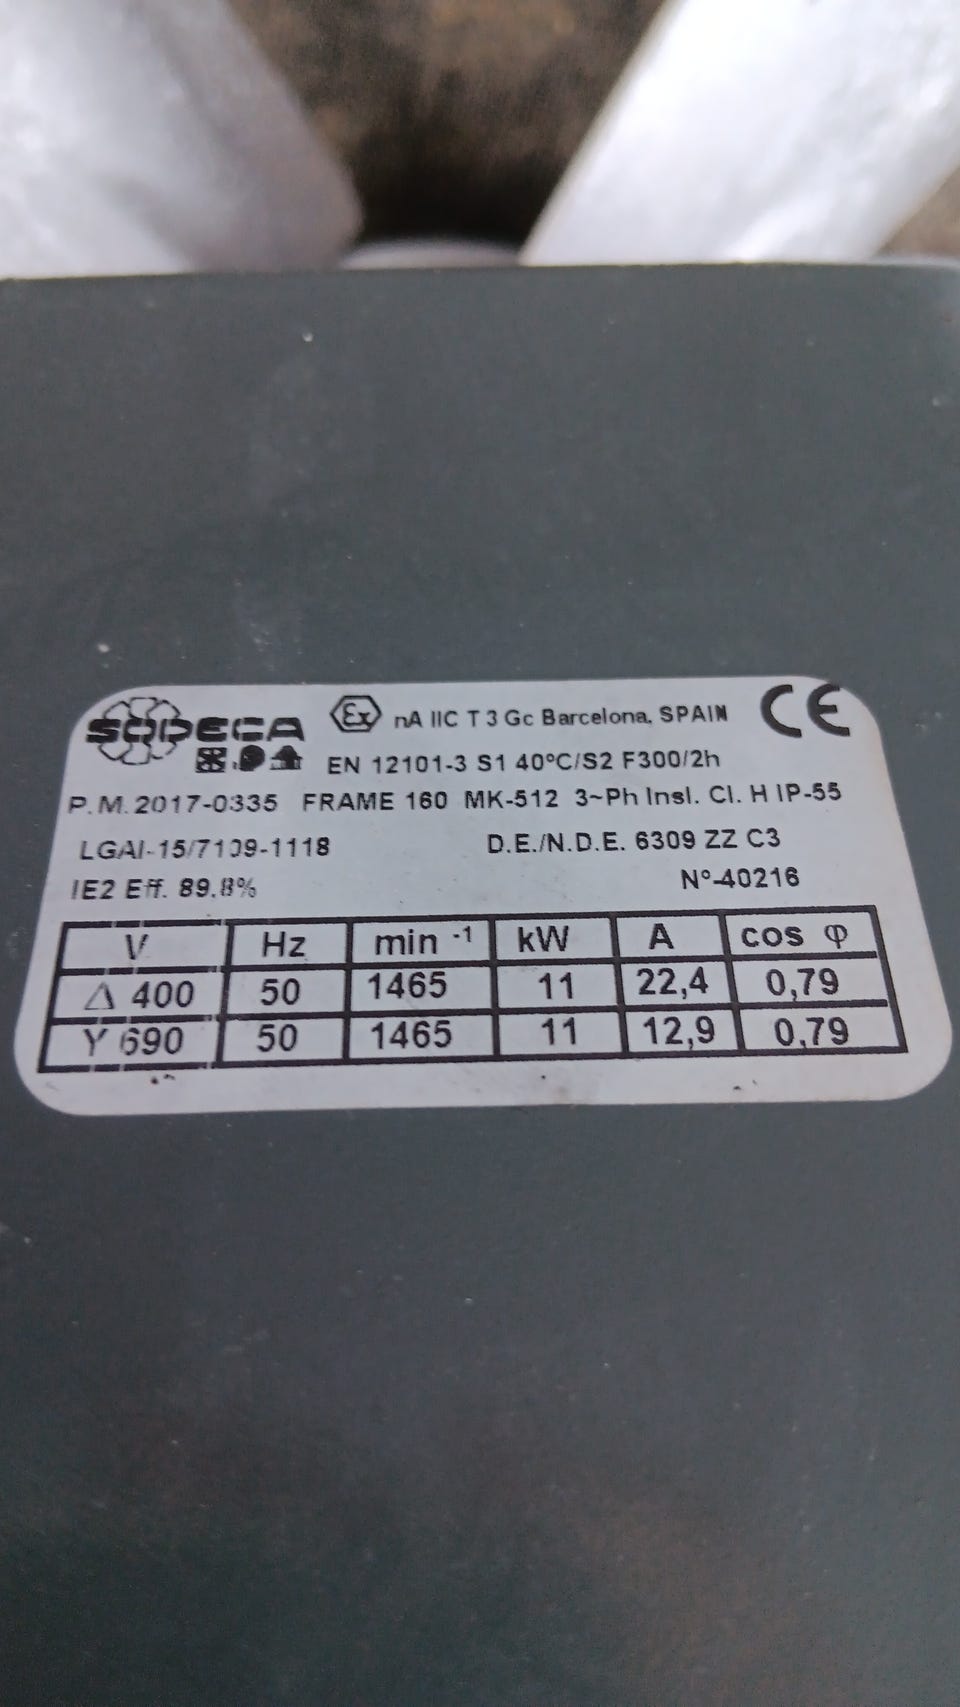 SODECA Ex nA IIC T 3 Gc Barcelona, SPAIN CE
EN 12101-3 S1 40ºC/S2 F300/2h
P.M. 2017-0335 FRAME 160 MK-512 3~Ph Insl. Cl. H IP-55
LGAI-15/7109-1118 D.E./N.D.E. 6309 ZZ C3
IE2 Eff. 89,8% Nº-40216
V Hz min -1 kW A cos φ
Δ 400 50 1465 11 22,4 0,79
Y 690 50 1465 11 12,9 0,79